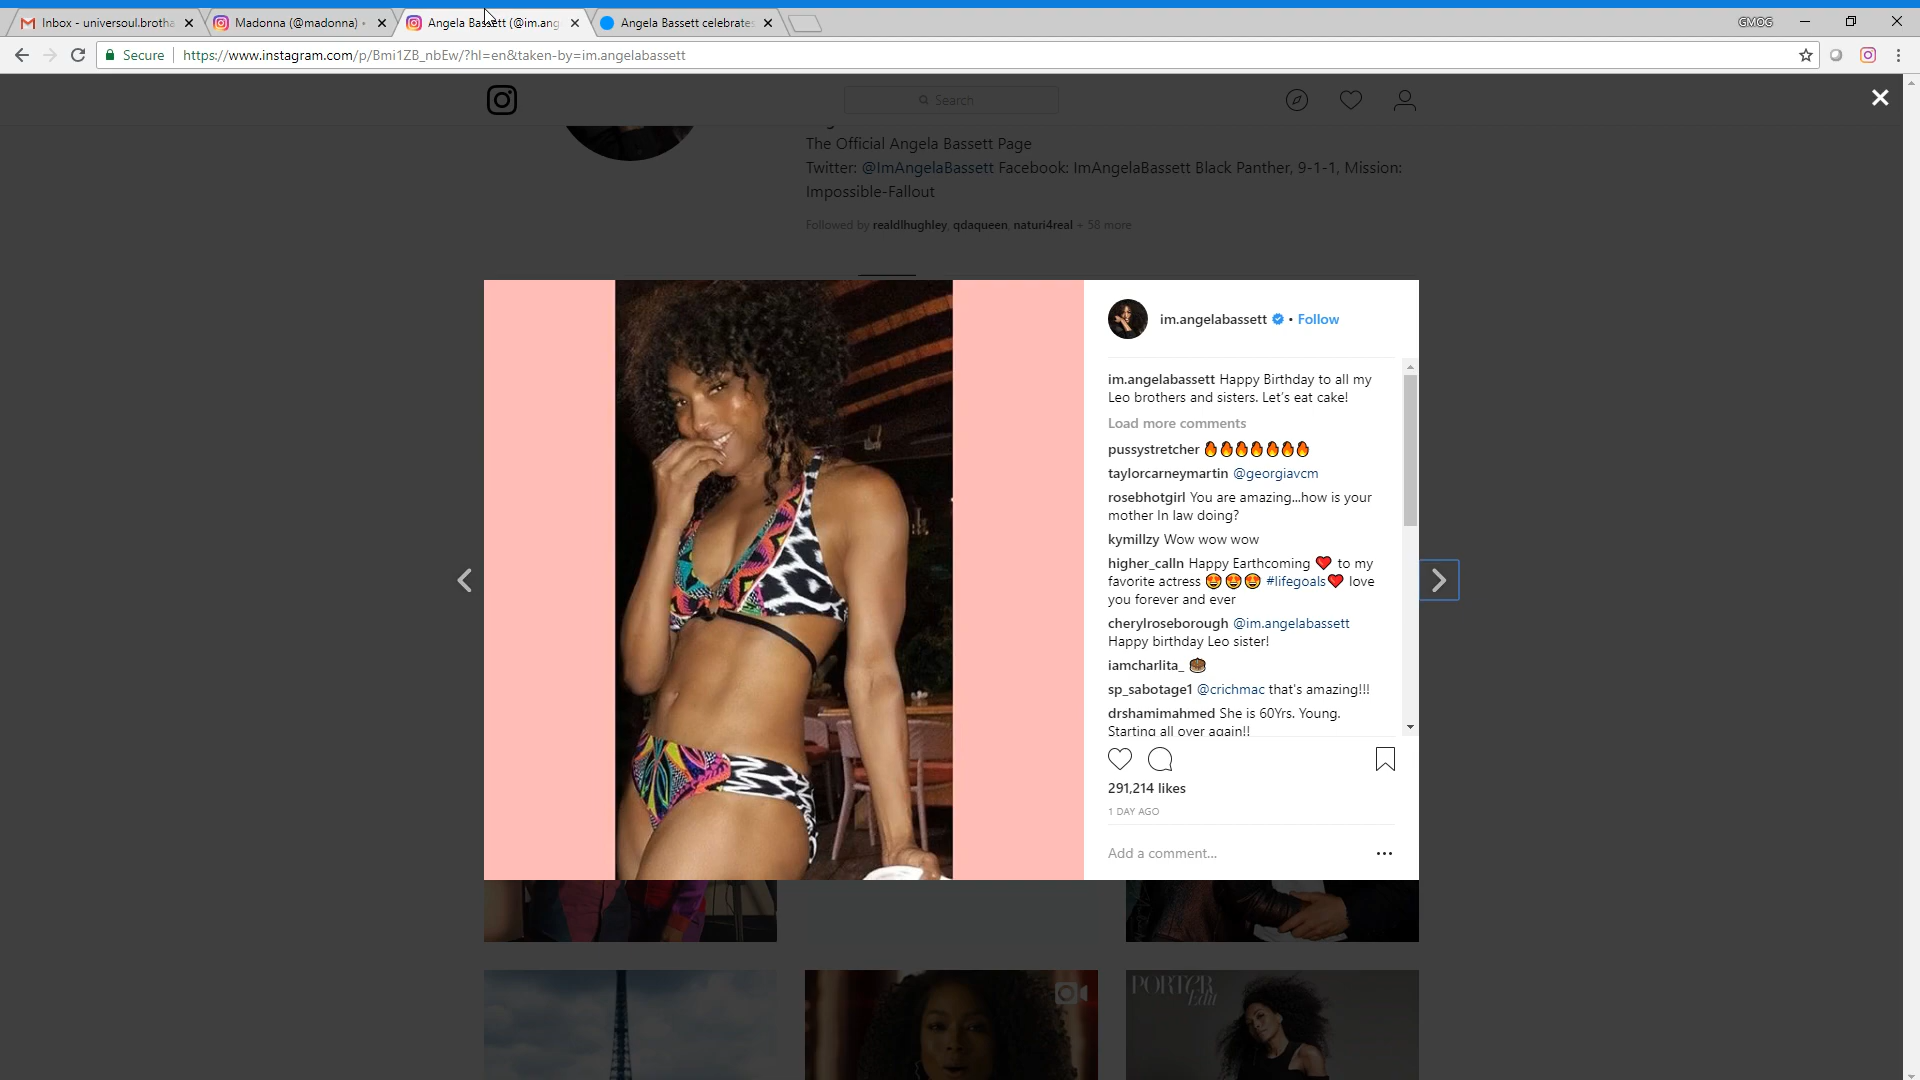 Inbox - universoul.brotha
Madonna (@madonna) •
Angela Bassett (@im.ang
Angela Bassett celebrates
GMOG
Secure
https://www.instagram.com/p/Bmi1ZB_nbEw/?hl=en&taken-by=im.angelabassett
Search
The Official Angela Bassett Page
Twitter: @ImAngelaBassett Facebook: ImAngelaBassett Black Panther, 9-1-1, Mission:
Impossible-Fallout
Followed by realdlhughley, qdaqueen, naturi4real + 58 more
im.angelabassett • Follow
im.angelabassett Happy Birthday to all my
Leo brothers and sisters. Let's eat cake!
Load more comments
pussystretcher 🔥🔥🔥🔥🔥🔥🔥
taylorcarneymartin @georgiavcm
rosebhotgirl You are amazing...how is your
mother In law doing?
kymillzy Wow wow wow
higher_calln Happy Earthcoming ❤️ to my
favorite actress 🤩🤩🤩 #lifegoals❤️ love
you forever and ever
cherylroseborough @im.angelabassett
Happy birthday Leo sister!
iamcharlita_ 🎂
sp_sabotage1 @crichmac that's amazing!!!
drshamimahmed She is 60Yrs. Young.
Starting all over again!!
291,214 likes
1 DAY AGO
Add a comment...
PORTER
Edit